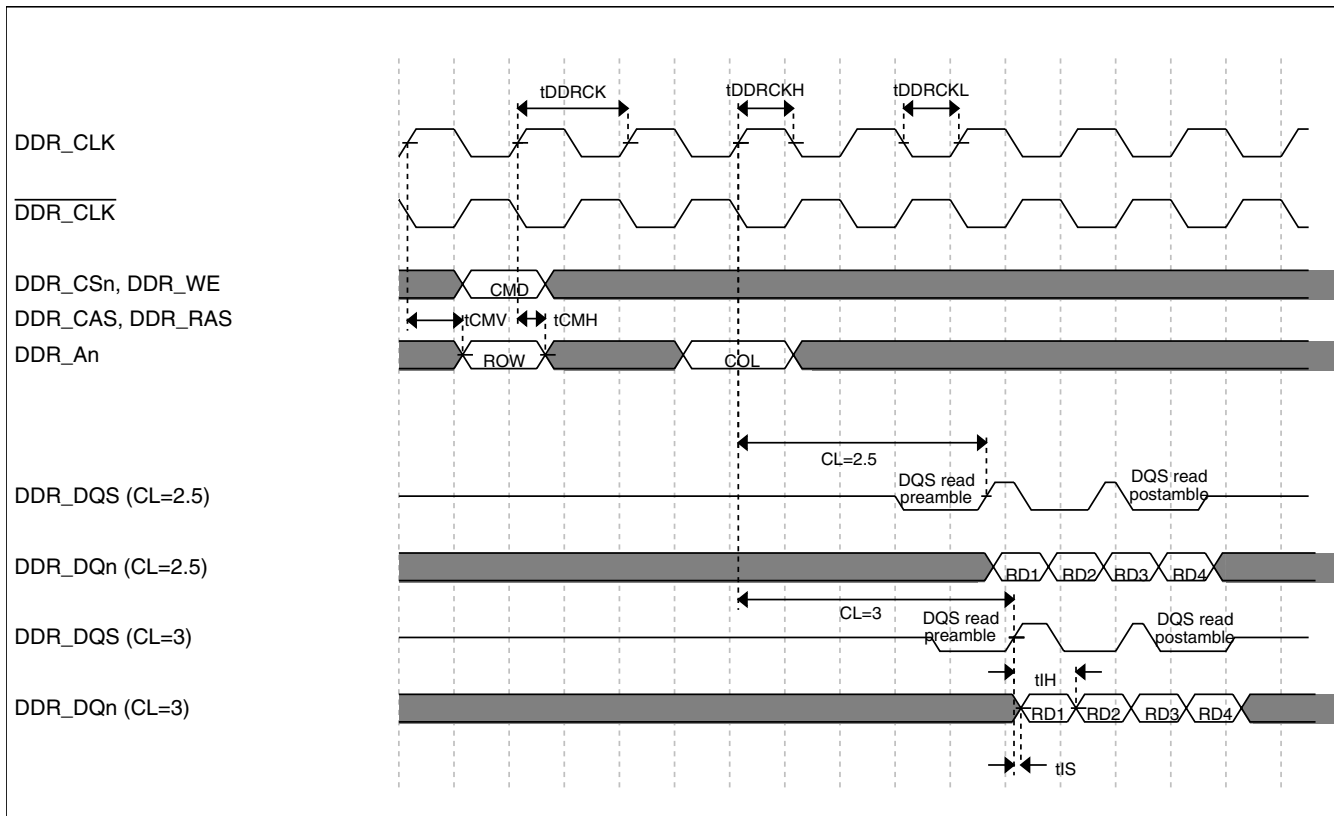 tDDRCK tDDRCKH tDDRCKL
DDR_CLK
DDR_CLK
DDR_CSn, DDR_WE CMD
DDR_CAS, DDR_RAS tCMV tCMH
DDR_An ROW COL
CL=2.5
DDR_DQS (CL=2.5) DQS read preamble DQS read postamble
DDR_DQn (CL=2.5) RD1 RD2 RD3 RD4
CL=3
DDR_DQS (CL=3) DQS read preamble DQS read postamble
tIH
DDR_DQn (CL=3) RD1 RD2 RD3 RD4
tIS